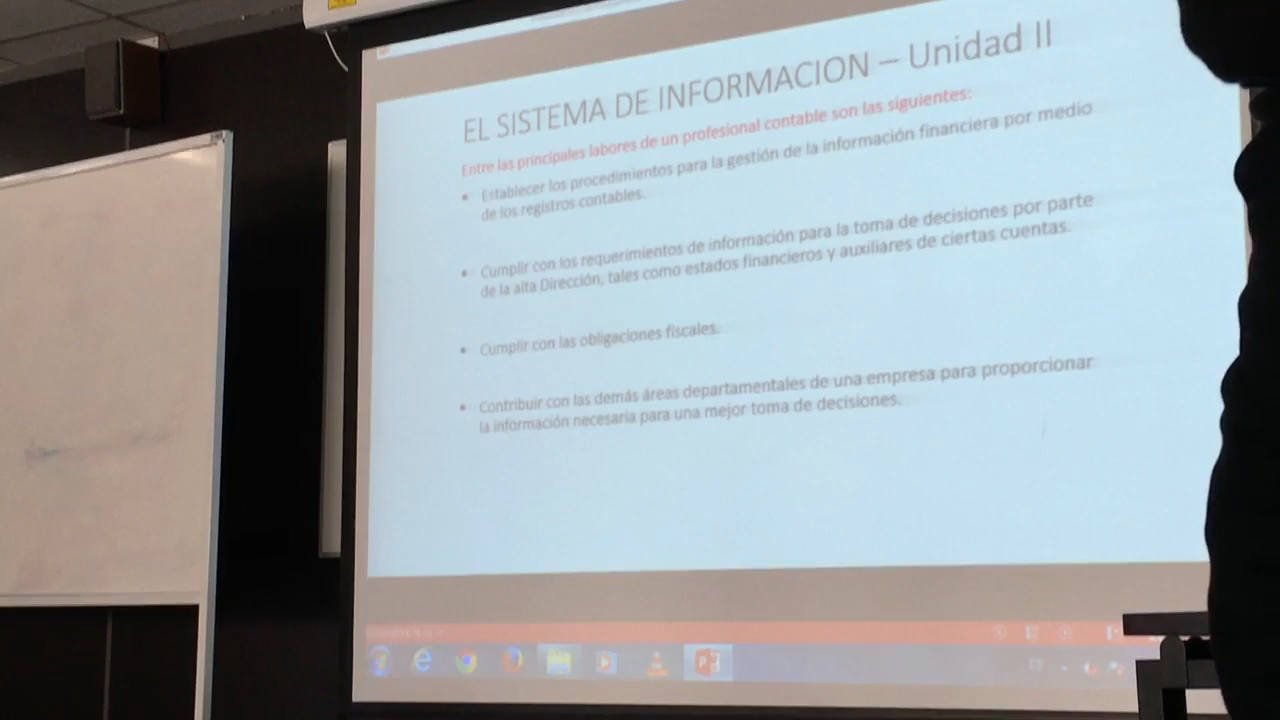 EL SISTEMA DE INFORMACION – Unidad II
Entre las principales labores de un profesional contable son las siguientes:
• Establecer los procedimientos para la gestión de la información financiera por medio
de los registros contables.
• Cumplir con los requerimientos de información para la toma de decisiones por parte
de la alta Dirección, tales como estados financieros y auxiliares de ciertas cuentas.
• Cumplir con las obligaciones fiscales.
• Contribuir con las demás áreas departamentales de una empresa para proporcionar
la información necesaria para una mejor toma de decisiones.